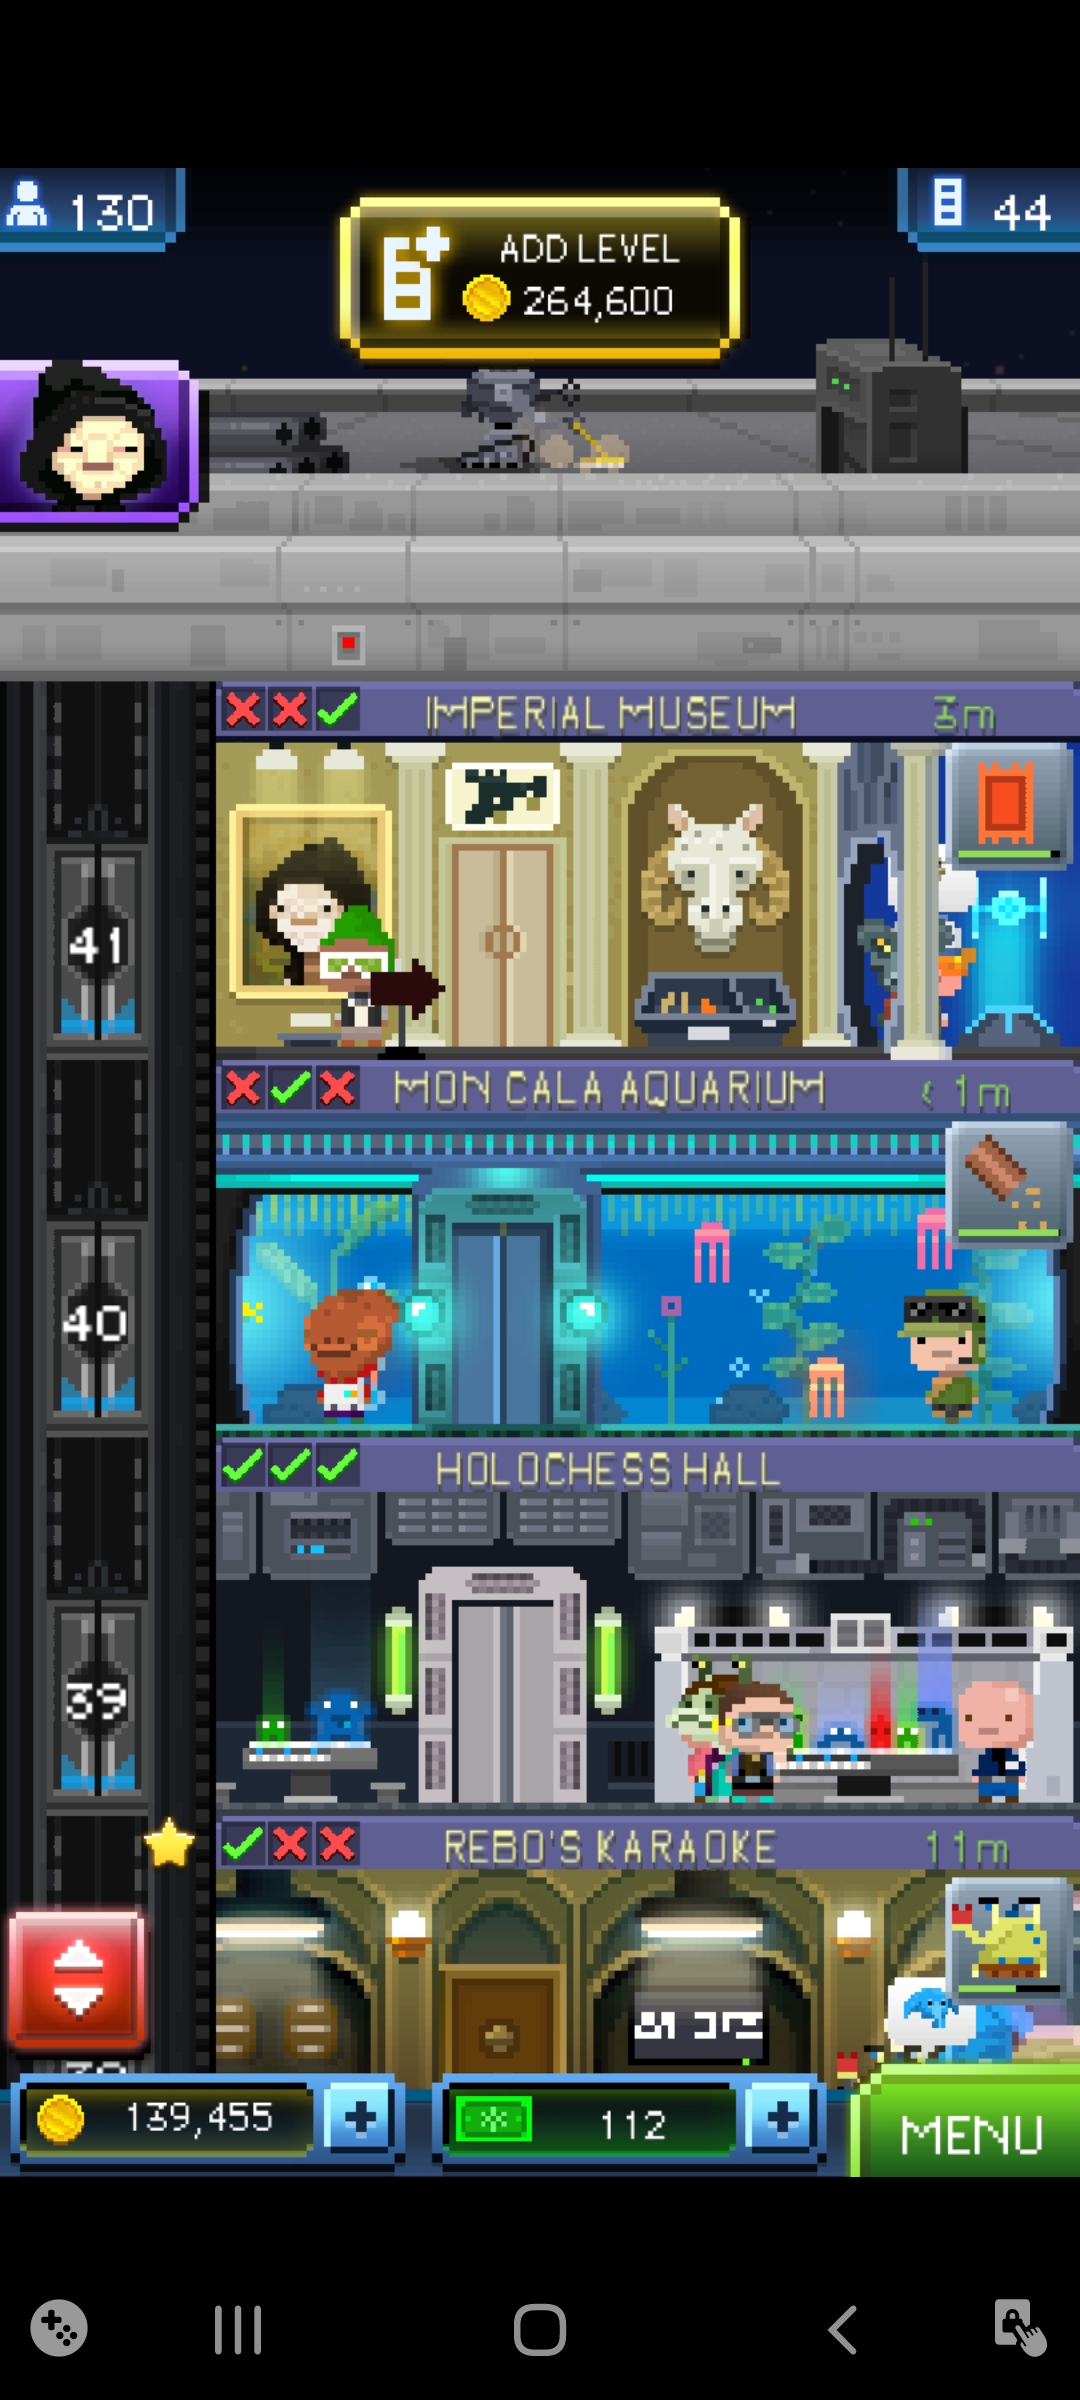 130
ADD LEVEL
264,600
44
IMPERIAL MUSEUM
3m
41
MON CALA AQUARIUM
< 1m
40
HOLOCHESS HALL
39
REBO'S KARAOKE
11m
139,455
112
MENU